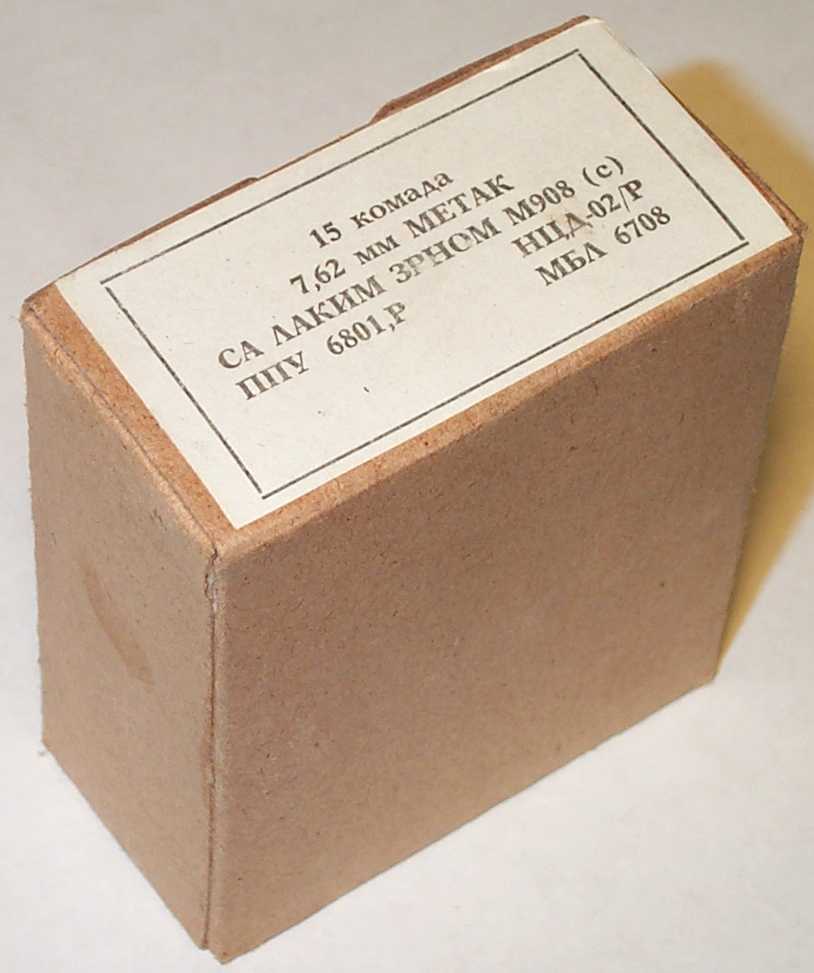 15 комада
7,62 мм МЕТАК
СА ЛАКИМ ЗРНОМ М908 (с)
ППУ 6801,Р НЦД-02/Р
МБЛ 6708